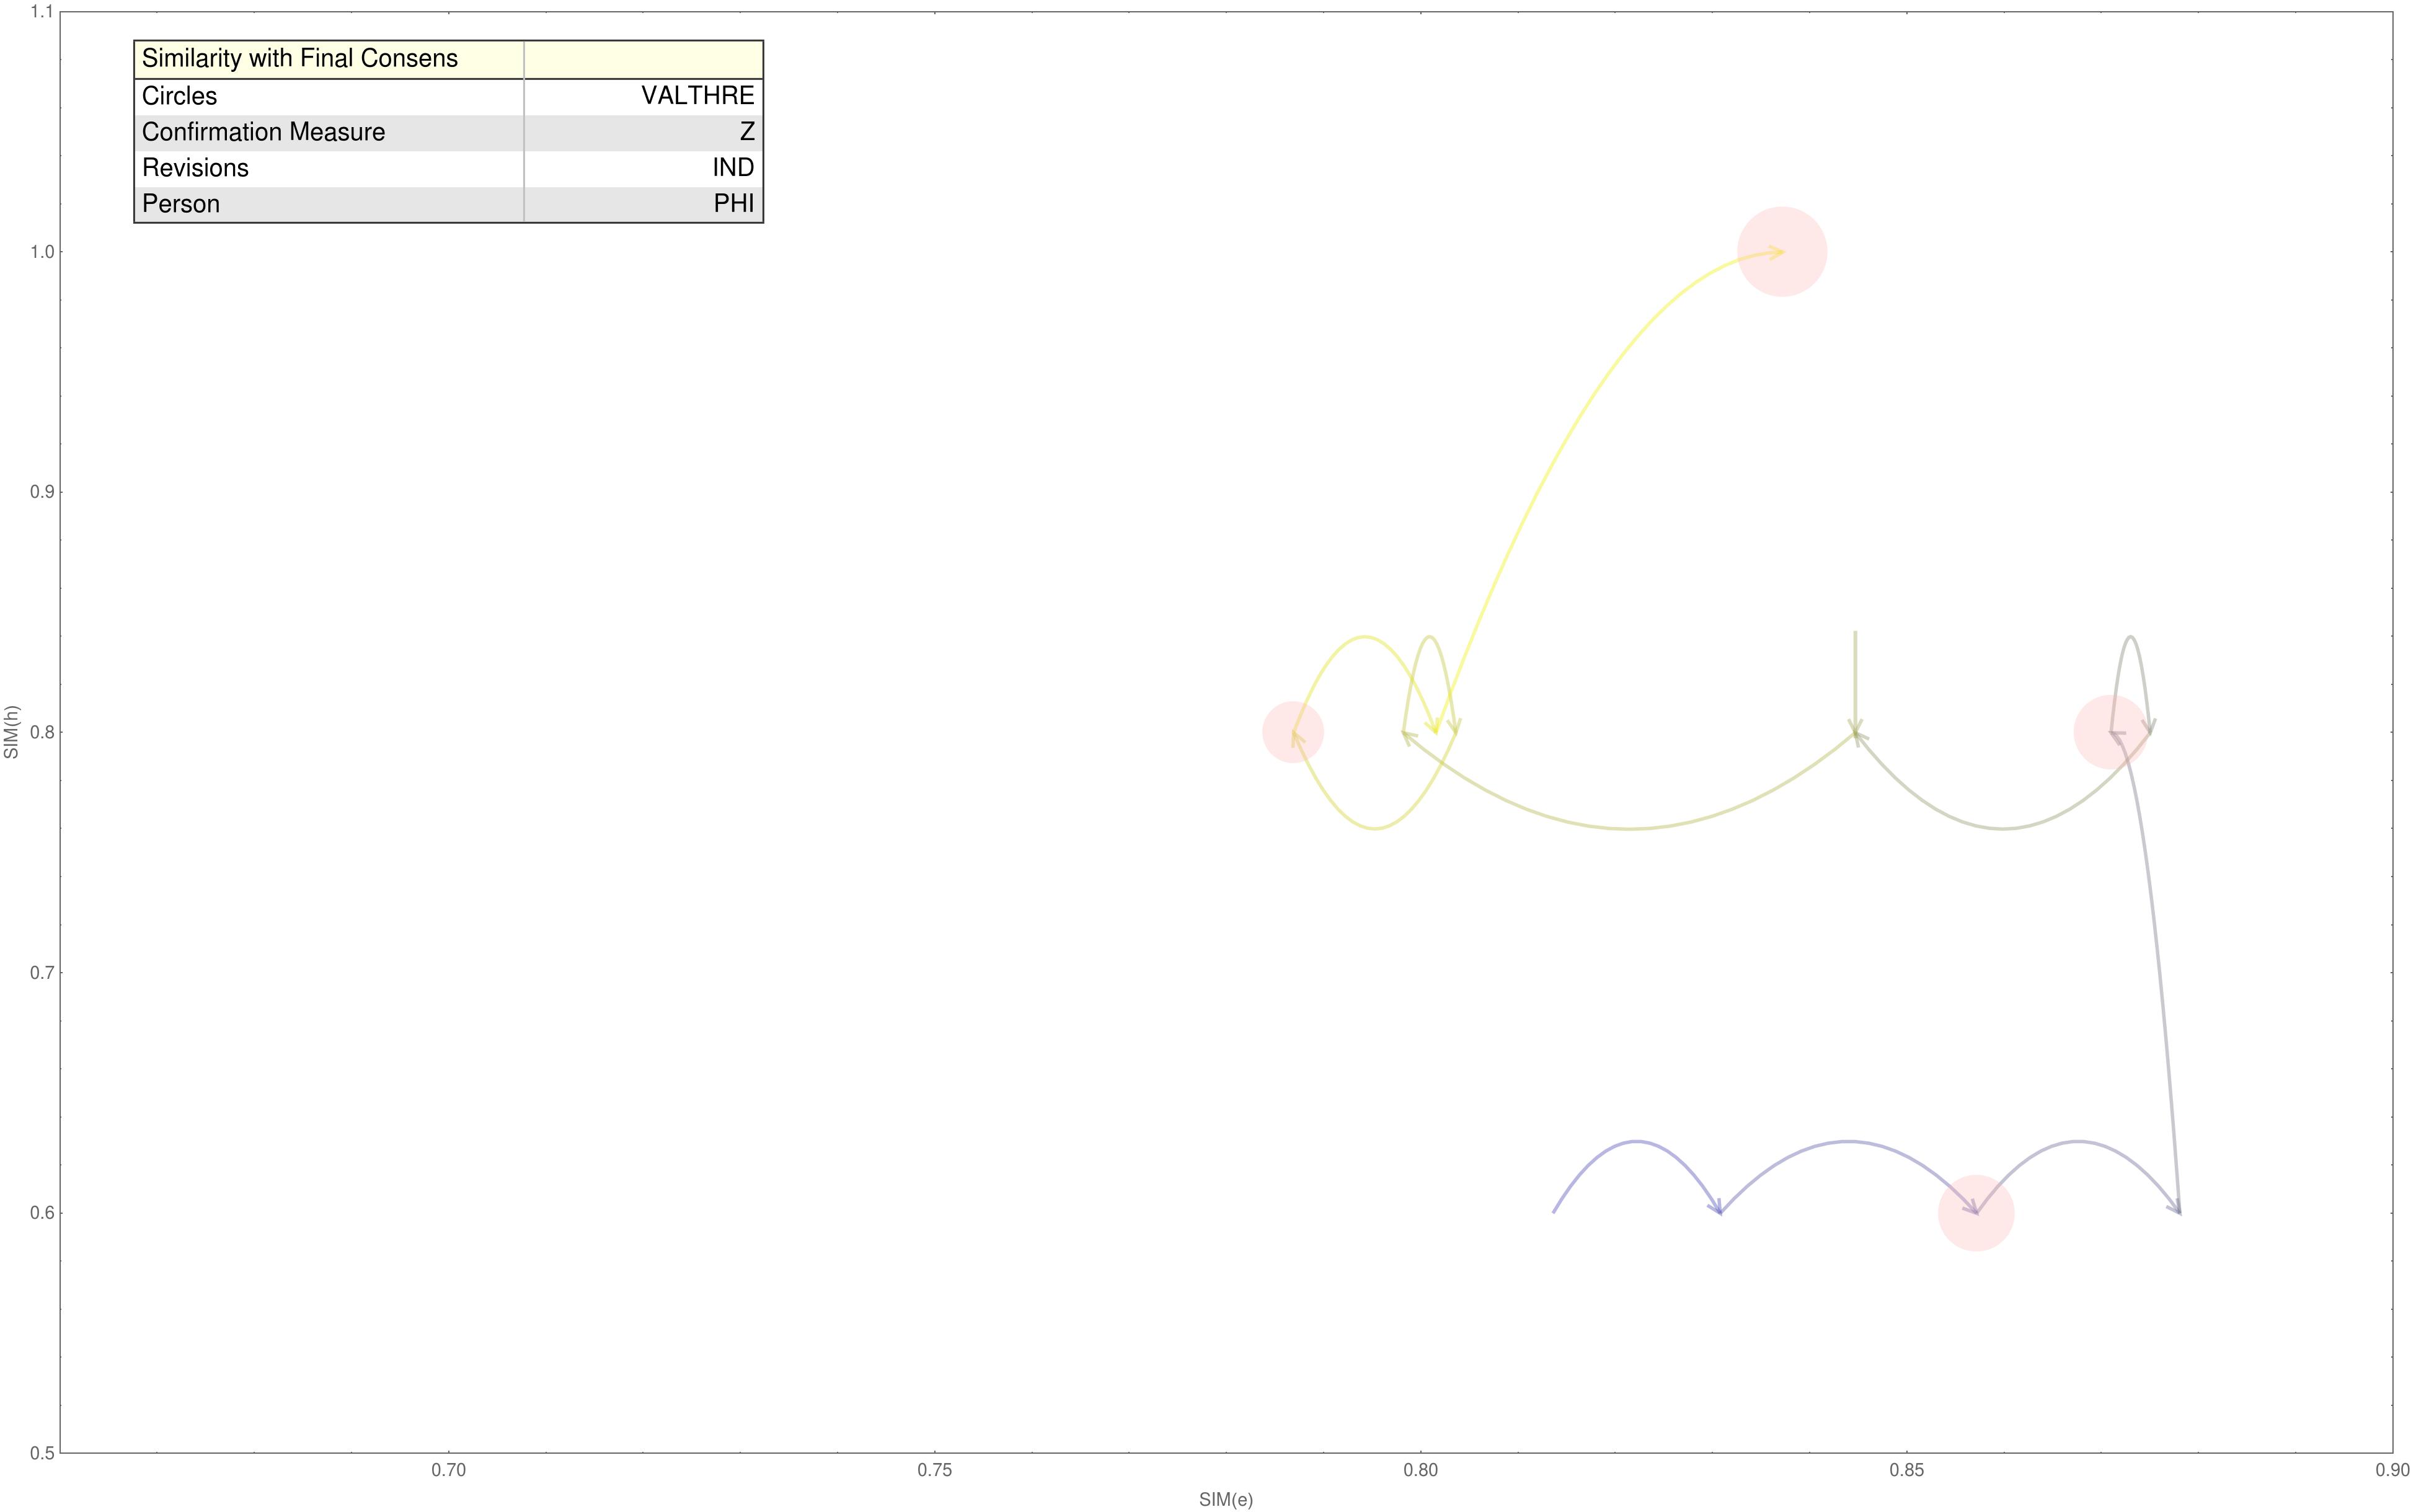 1.1
Similarity with Final Consens
Circles VALTHRE
Confirmation Measure Z
Revisions IND
Person PHI
1.0
0.9
0.8
SIM(h)
0.7
0.6
0.5
0.70 0.75 0.80 0.85 0.90
SIM(e)